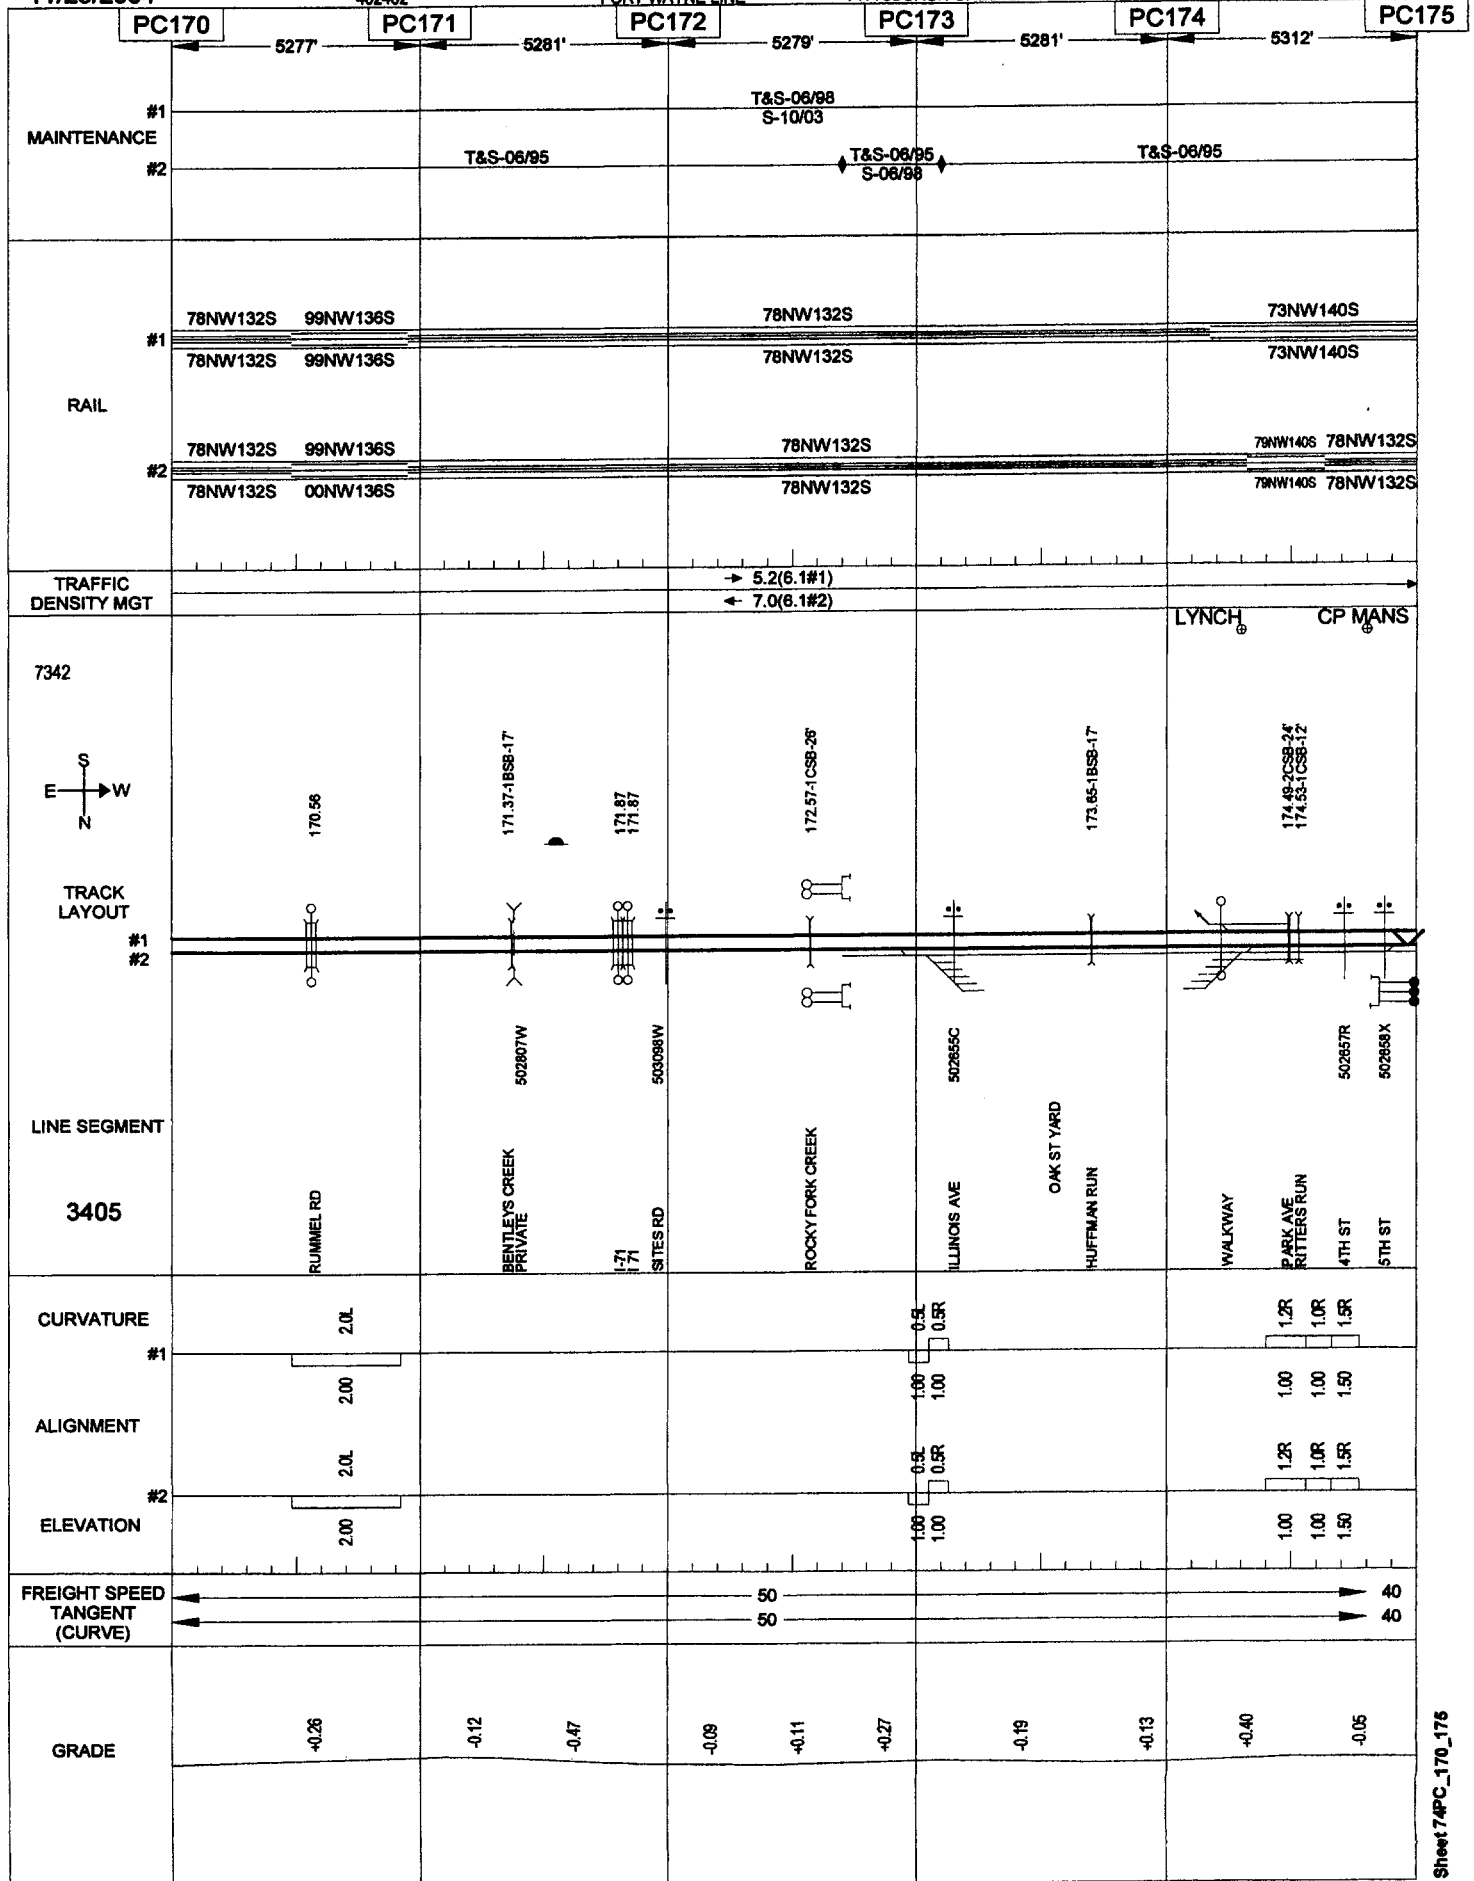 PC170
PC171
PC172
PC173
PC174
PC175
5277'
5281'
5279'
5281'
5312'
MAINTENANCE
#1
T&S-06/98
S-10/03
#2
T&S-06/95
T&S-06/95
S-06/98
T&S-06/95
RAIL
78NW132S 99NW136S 78NW132S 73NW140S
#1
78NW132S 99NW136S 78NW132S 73NW140S
78NW132S 99NW136S 78NW132S 79NW140S 78NW132S
#2
78NW132S 00NW136S 78NW132S 79NW140S 78NW132S
TRAFFIC
DENSITY MGT
5.2(6.1#1)
7.0(6.1#2)
LYNCH
CP MANS
7342
S
E W
N
170.56
171.37-1BSB-17'
171.87
171.87
172.57-1CSB-26'
173.65-1BSB-17'
174.49-2CSB-24'
174.53-1CSB-12'
TRACK
LAYOUT
#1
#2
502807W
503098W
502655C
502657R
502658X
LINE SEGMENT
3405
RUMMEL RD
BENTLEYS CREEK
PRIVATE
I-71
I-71
SITES RD
ROCKY FORK CREEK
ILLINOIS AVE
OAK ST YARD
HUFFMAN RUN
WALKWAY
PARK AVE
RITTERS RUN
4TH ST
5TH ST
CURVATURE
#1
2.0L 0.5L 0.5R 1.2R 1.0R 1.5R
2.00 1.00 1.00 1.00 1.00 1.50
ALIGNMENT
2.0L 0.5L 0.5R 1.2R 1.0R 1.5R
#2
ELEVATION
2.00 1.00 1.00 1.00 1.00 1.50
FREIGHT SPEED
TANGENT
(CURVE)
50 40
50 40
GRADE
+0.26 -0.12 -0.47 -0.09 +0.11 +0.27 -0.19 +0.13 +0.40 -0.05
Sheet 74PC_170_175